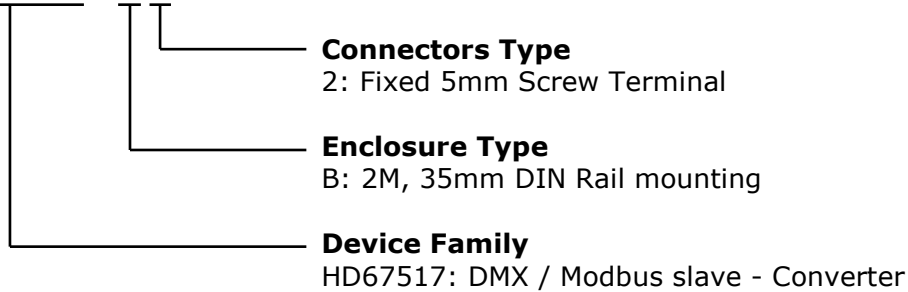 Connectors Type
2: Fixed 5mm Screw Terminal
Enclosure Type
B: 2M, 35mm DIN Rail mounting
Device Family
HD67517: DMX / Modbus slave - Converter